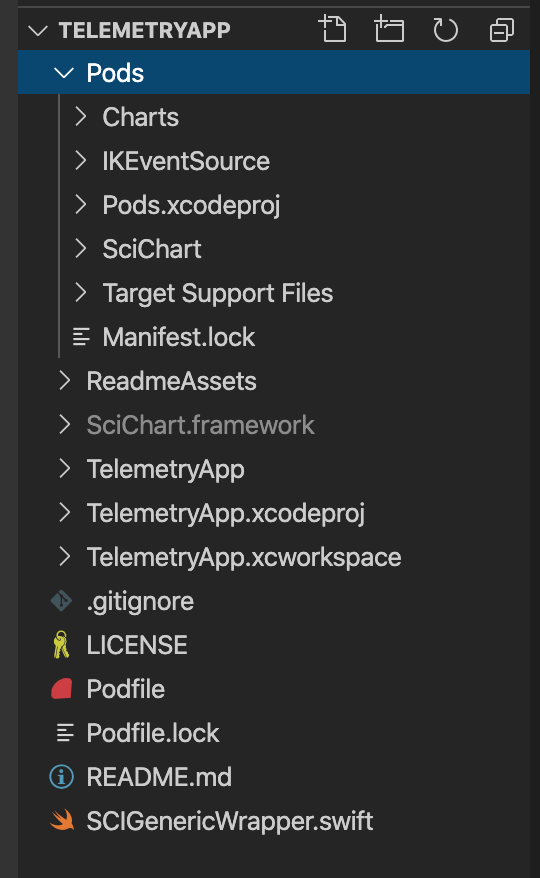 TELEMETRYAPP
Pods
Charts
IKEventSource
Pods.xcodeproj
SciChart
Target Support Files
Manifest.lock
ReadmeAssets
SciChart.framework
TelemetryApp
TelemetryApp.xcodeproj
TelemetryApp.xcworkspace
.gitignore
LICENSE
Podfile
Podfile.lock
README.md
SCIGenericWrapper.swift